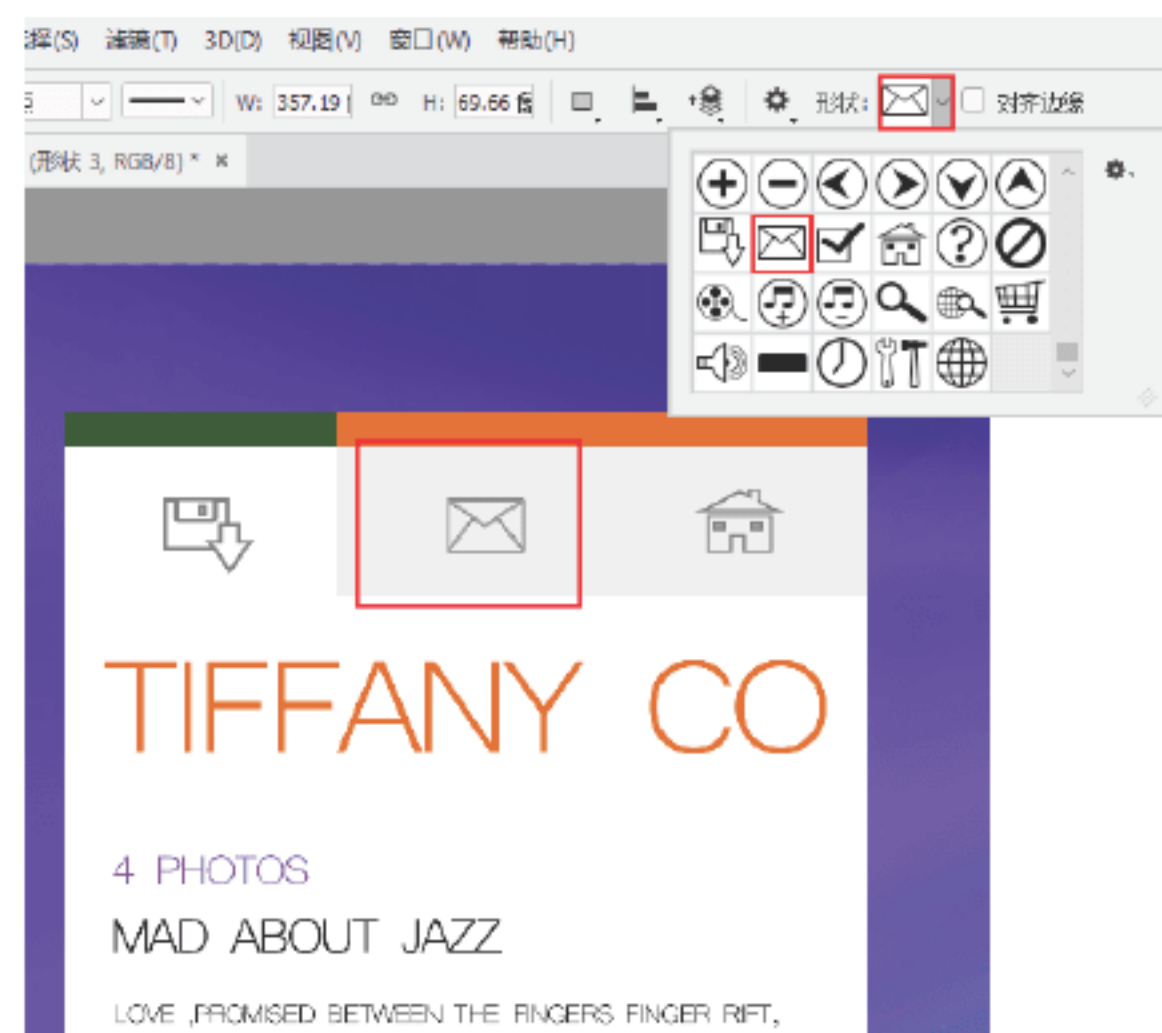 择(S) 滤镜(T) 3D(D) 视图(V) 窗口(W) 帮助(H)
W: 357.19 H: 69.66 形状: 对齐边缘
(形状 3, RGB/8) * ×
TIFFANY CO
4 PHOTOS
MAD ABOUT JAZZ
LOVE ,PROMISED BETWEEN THE FINGERS FINGER RIFT,